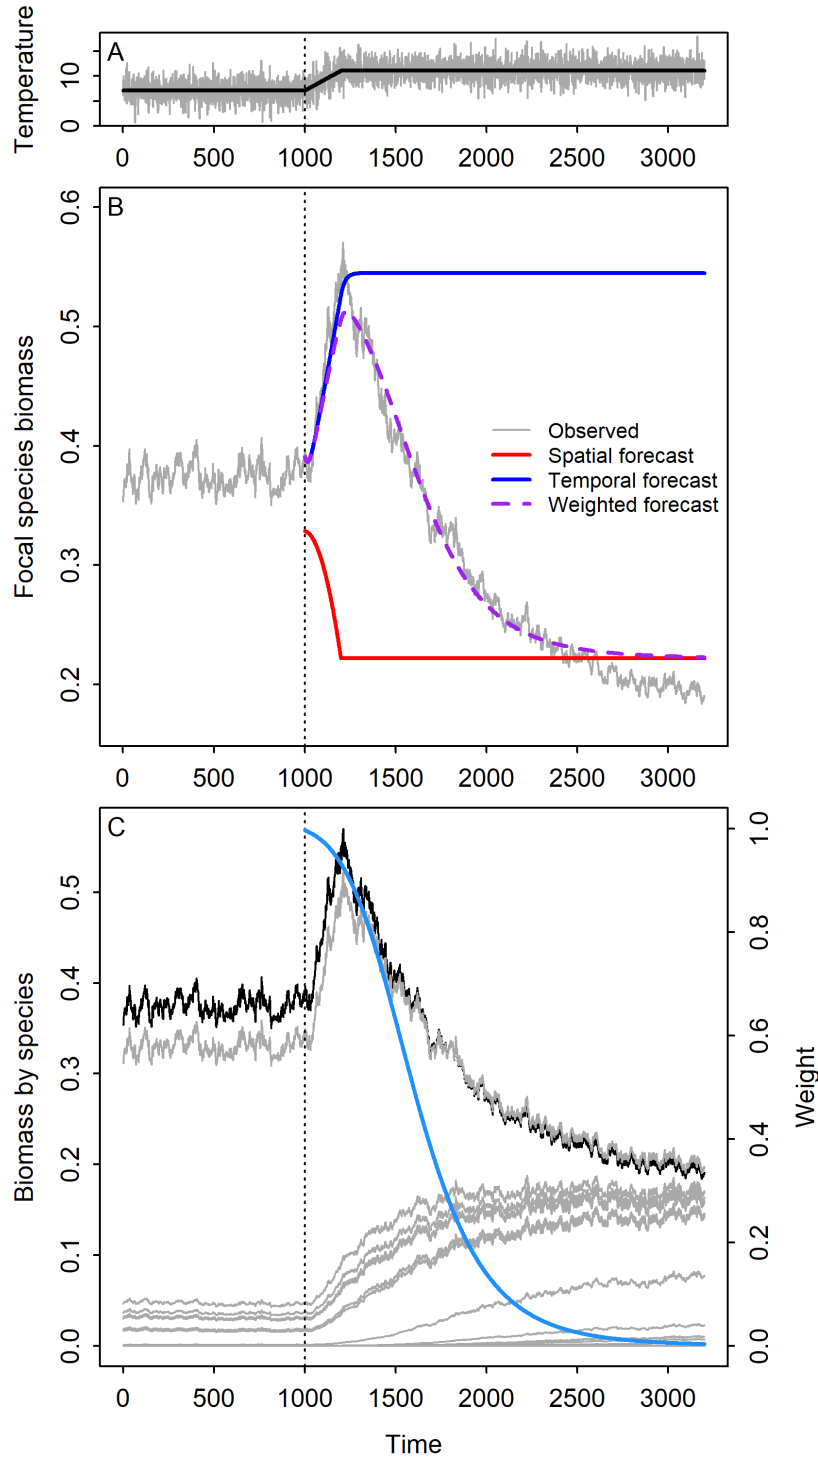 Temperature
A
10
0
0 500 1000 1500 2000 2500 3000
Focal species biomass
B
0.6
0.5
0.4
0.3
0.2
Observed
Spatial forecast
Temporal forecast
Weighted forecast
0 500 1000 1500 2000 2500 3000
Biomass by species
C
0.5
0.4
0.3
0.2
0.1
0.0
1.0
0.8
0.6
0.4
0.2
0.0
Weight
0 500 1000 1500 2000 2500 3000
Time